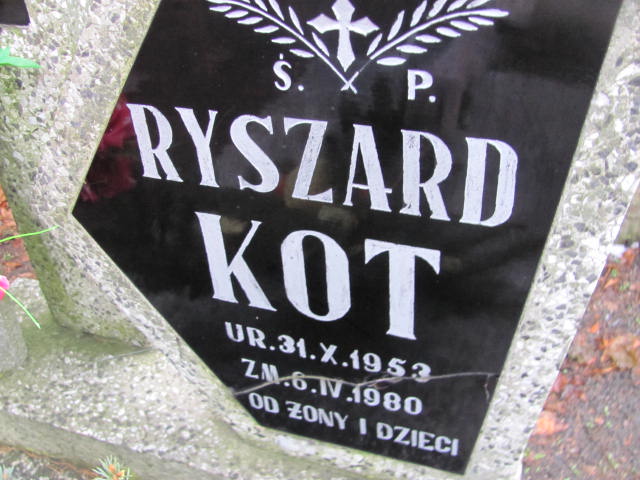 Ś. P.
RYSZARD
KOT
UR.31.X.1953
ZM.6.IV.1980
OD ŻONY I DZIECI